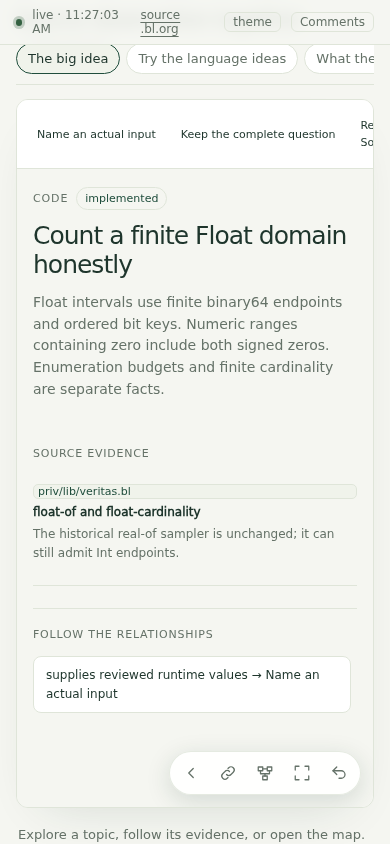 live · 11:27:03 AM
source .bl.org
theme
Comments
The big idea
Try the language ideas
What the
Name an actual input
Keep the complete question
Re
So
CODE
implemented
Count a finite Float domain
honestly
Float intervals use finite binary64 endpoints
and ordered bit keys. Numeric ranges
containing zero include both signed zeros.
Enumeration budgets and finite cardinality
are separate facts.
SOURCE EVIDENCE
priv/lib/veritas.bl
float-of and float-cardinality
The historical real-of sampler is unchanged; it can
still admit Int endpoints.
FOLLOW THE RELATIONSHIPS
supplies reviewed runtime values → Name an
actual input
Explore a topic, follow its evidence, or open the map.